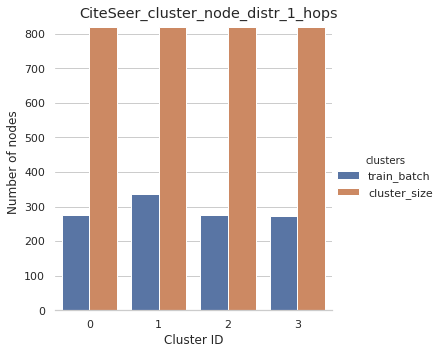 CiteSeer_cluster_node_distr_1_hops
800
700
600
500
400
300
200
100
0
Number of nodes
0 1 2 3
Cluster ID
clusters
train_batch
cluster_size